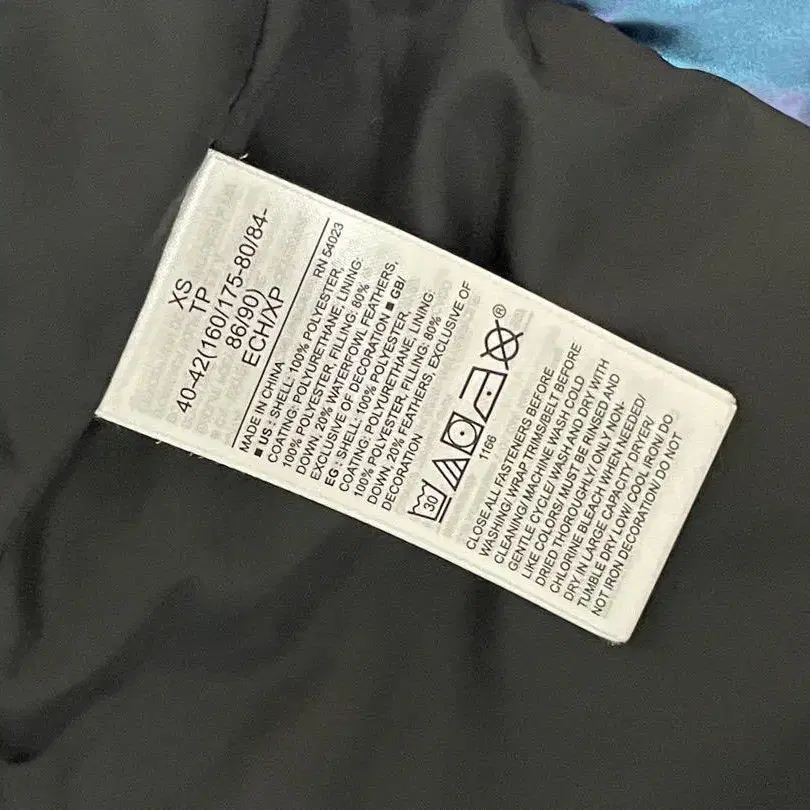 XS
TP
40-42(160/175-80/84-
86/90)
ECH/XP
RN 54023
MADE IN CHINA
■ US : SHELL: 100% POLYESTER,
COATING: POLYURETHANE, LINING:
100% POLYESTER, FILLING: 80%
DOWN, 20% WATERFOWL FEATHERS,
EXCLUSIVE OF DECORATION ■ GB/
EG : SHELL: 100% POLYESTER,
COATING: POLYURETHANE, LINING:
100% POLYESTER, FILLING: 80%
DOWN, 20% FEATHERS, EXCLUSIVE OF
DECORATION
30
®
1166
CLOSE ALL FASTENERS BEFORE
WASHING/ WRAP TRIMS/BELT BEFORE
CLEANING/ MACHINE WASH COLD
GENTLE CYCLE/ WASH AND DRY WITH
LIKE COLORS/ MUST BE RINSED AND
DRIED THOROUGHLY/ ONLY NON-
CHLORINE BLEACH WHEN NEEDED/
DRY IN LARGE CAPACITY DRYER/
TUMBLE DRY LOW/ COOL IRON/ DO
NOT IRON DECORATION/ DO NOT